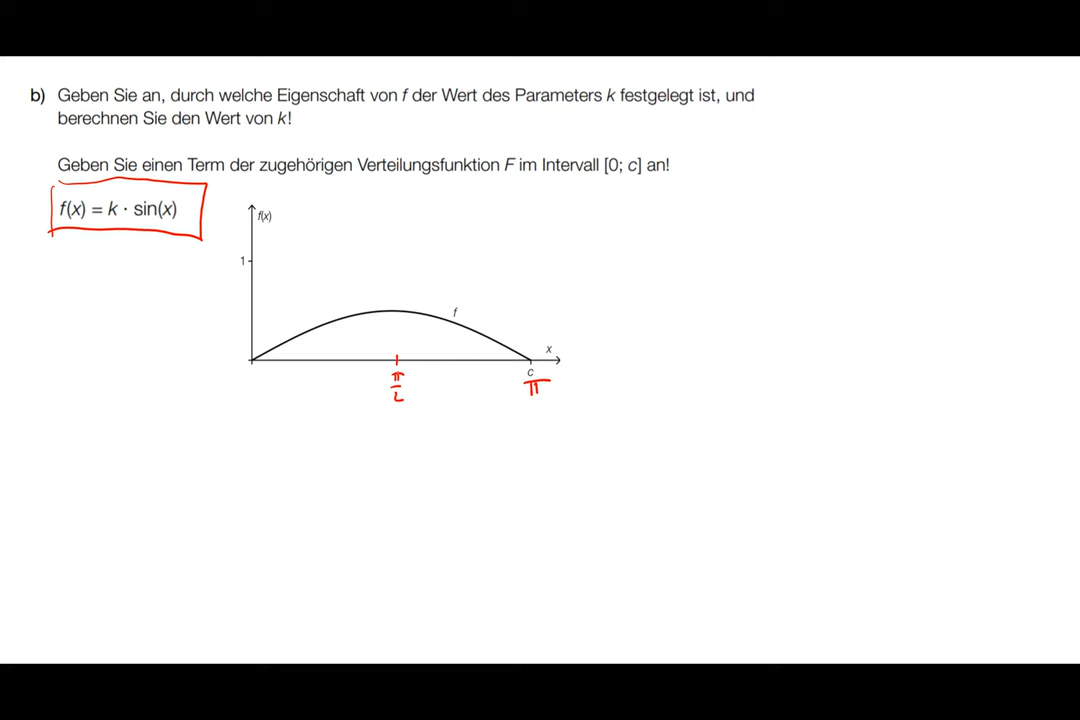 b) Geben Sie an, durch welche Eigenschaft von f der Wert des Parameters k festgelegt ist, und
berechnen Sie den Wert von k!
Geben Sie einen Term der zugehörigen Verteilungsfunktion F im Intervall [0; c] an!
f(x) = k · sin(x)
f(x)
1
f
x
c
π/2
π